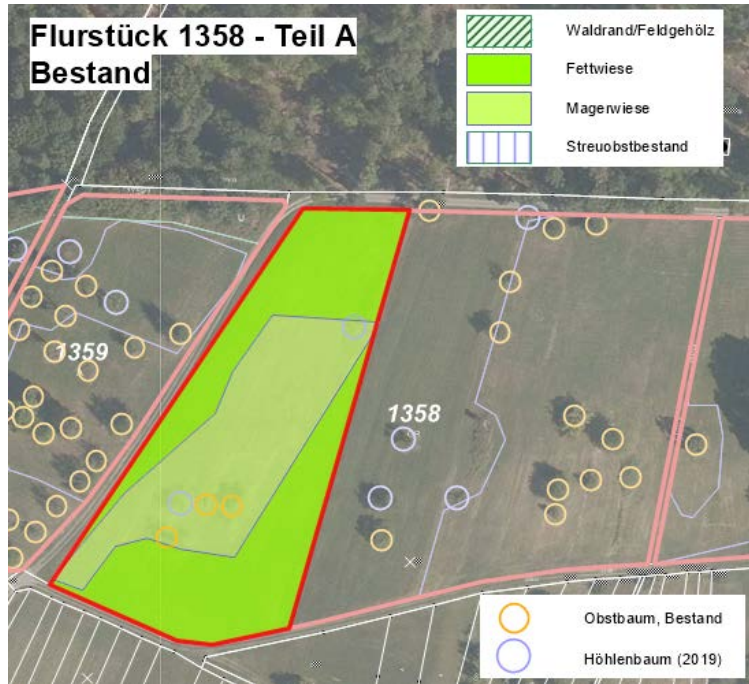 Flurstück 1358 - Teil A
Bestand
Waldrand/Feldgehölz
Fettwiese
Magerwiese
Streuobstbestand
1359
1358
Obstbaum, Bestand
Höhlenbaum (2019)